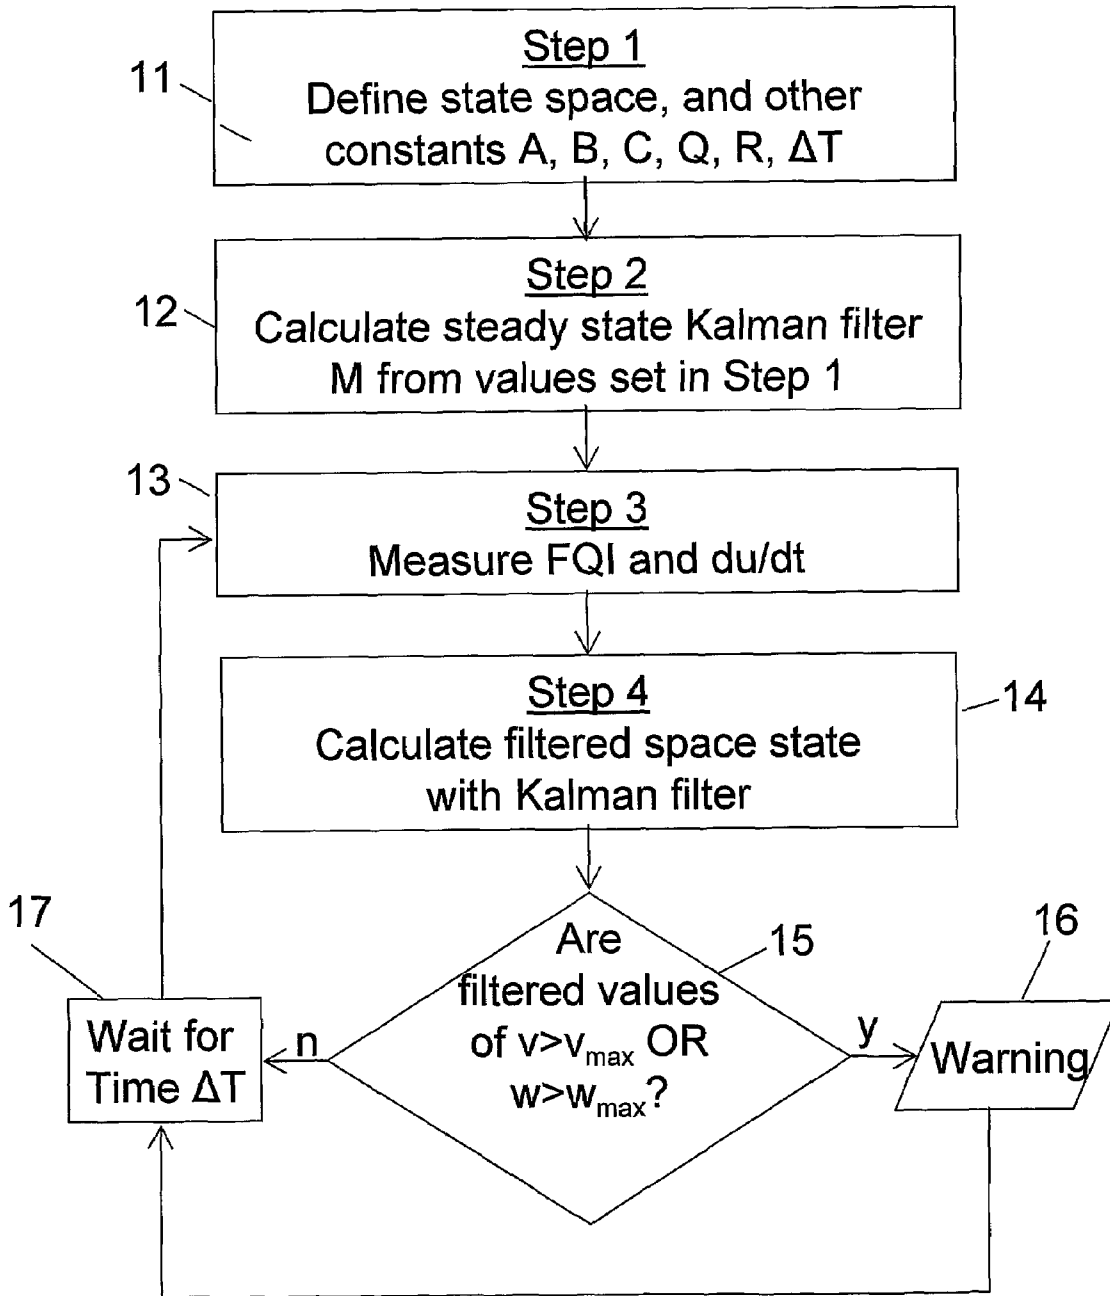 11
Step 1
Define state space, and other
constants A, B, C, Q, R, ΔT
12
Step 2
Calculate steady state Kalman filter
M from values set in Step 1
13
Step 3
Measure FQI and du/dt
14
Step 4
Calculate filtered space state
with Kalman filter
15
Are
filtered values
of v>vmax OR
w>wmax?
n
y
16
Warning
17
Wait for
Time ΔT